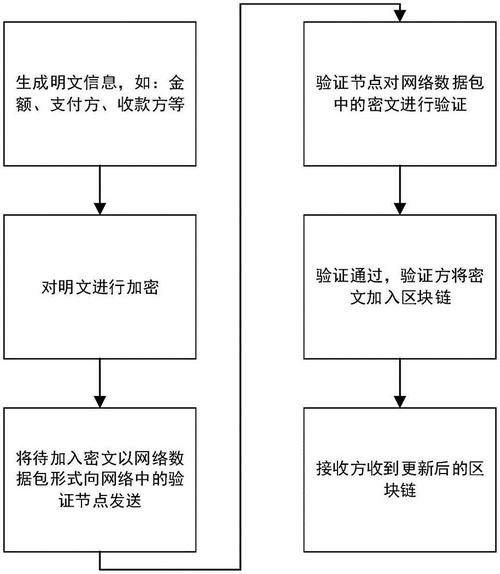 生成明文信息，如：金
额、支付方、收款方等
对明文进行加密
将待加入密文以网络数
据包形式向网络中的验
证节点发送
验证节点对网络数据包
中的密文进行验证
验证通过，验证方将密
文加入区块链
接收方收到更新后的区
块链